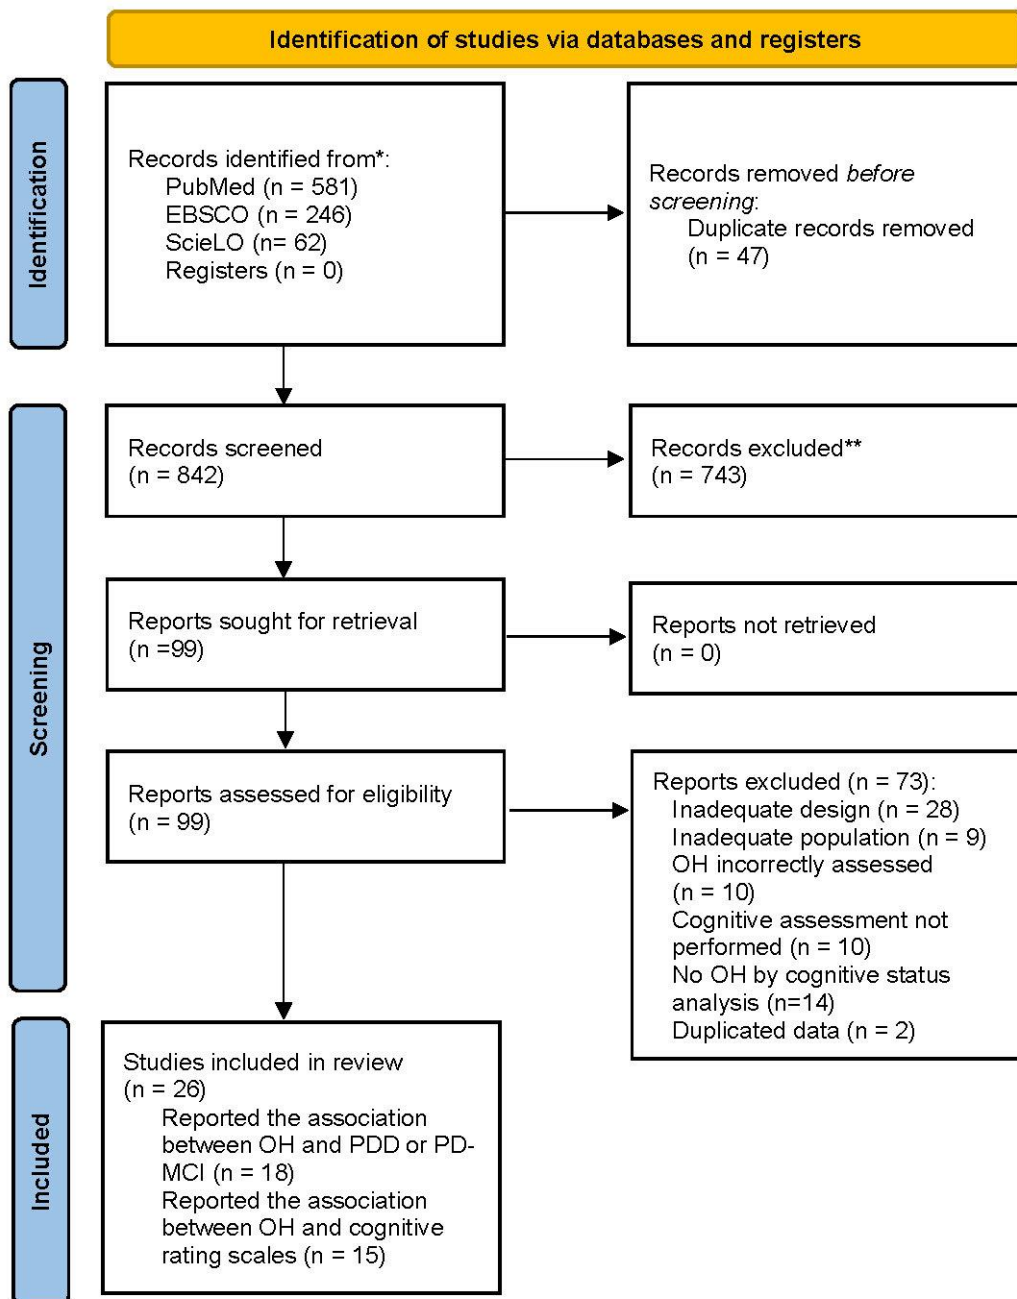 Identification of studies via databases and registers
Identification
Records identified from*:
PubMed (n = 581)
EBSCO (n = 246)
ScieLO (n= 62)
Registers (n = 0)
Records removed before
screening:
Duplicate records removed
(n = 47)
Screening
Records screened
(n = 842)
Records excluded**
(n = 743)
Reports sought for retrieval
(n =99)
Reports not retrieved
(n = 0)
Reports assessed for eligibility
(n = 99)
Reports excluded (n = 73):
Inadequate design (n = 28)
Inadequate population (n = 9)
OH incorrectly assessed
(n = 10)
Cognitive assessment not
performed (n = 10)
No OH by cognitive status
analysis (n=14)
Duplicated data (n = 2)
Included
Studies included in review
(n = 26)
Reported the association
between OH and PDD or PD-
MCI (n = 18)
Reported the association
between OH and cognitive
rating scales (n = 15)